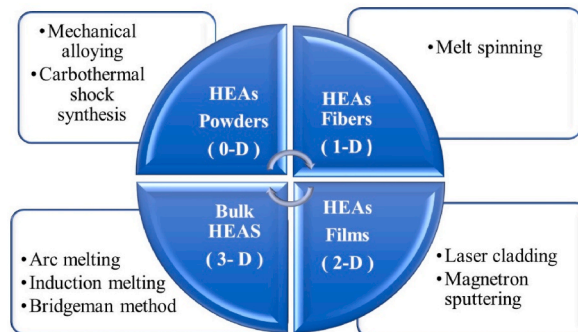 • Mechanical
alloying
• Carbothermal
shock
synthesis
HEAs
Powders
( 0-D )
HEAs
Fibers
( 1-D )
• Melt spinning
Bulk
HEAS
( 3- D )
HEAs
Films
( 2-D )
• Arc melting
• Induction melting
• Bridgeman method
• Laser cladding
• Magnetron
sputtering